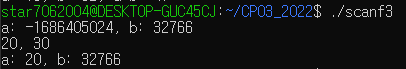 star7062004@DESKTOP-GUC45CJ:~/CP03_2022$ ./scanf3
a: -1686405024, b: 32766
20, 30
a: 20, b: 32766